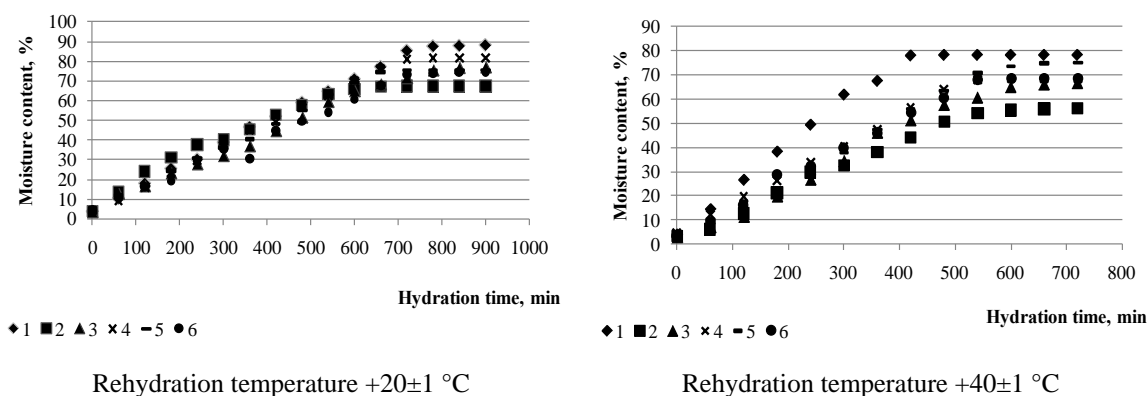 Moisture content, %
100
90
80
70
60
50
40
30
20
10
0
0 100 200 300 400 500 600 700 800 900 1000
Hydration time, min
1 2 3 4 5 6
Rehydration temperature +20±1 °C
Moisture content, %
90
80
70
60
50
40
30
20
10
0
0 100 200 300 400 500 600 700 800
Hydration time, min
1 2 3 4 5 6
Rehydration temperature +40±1 °C